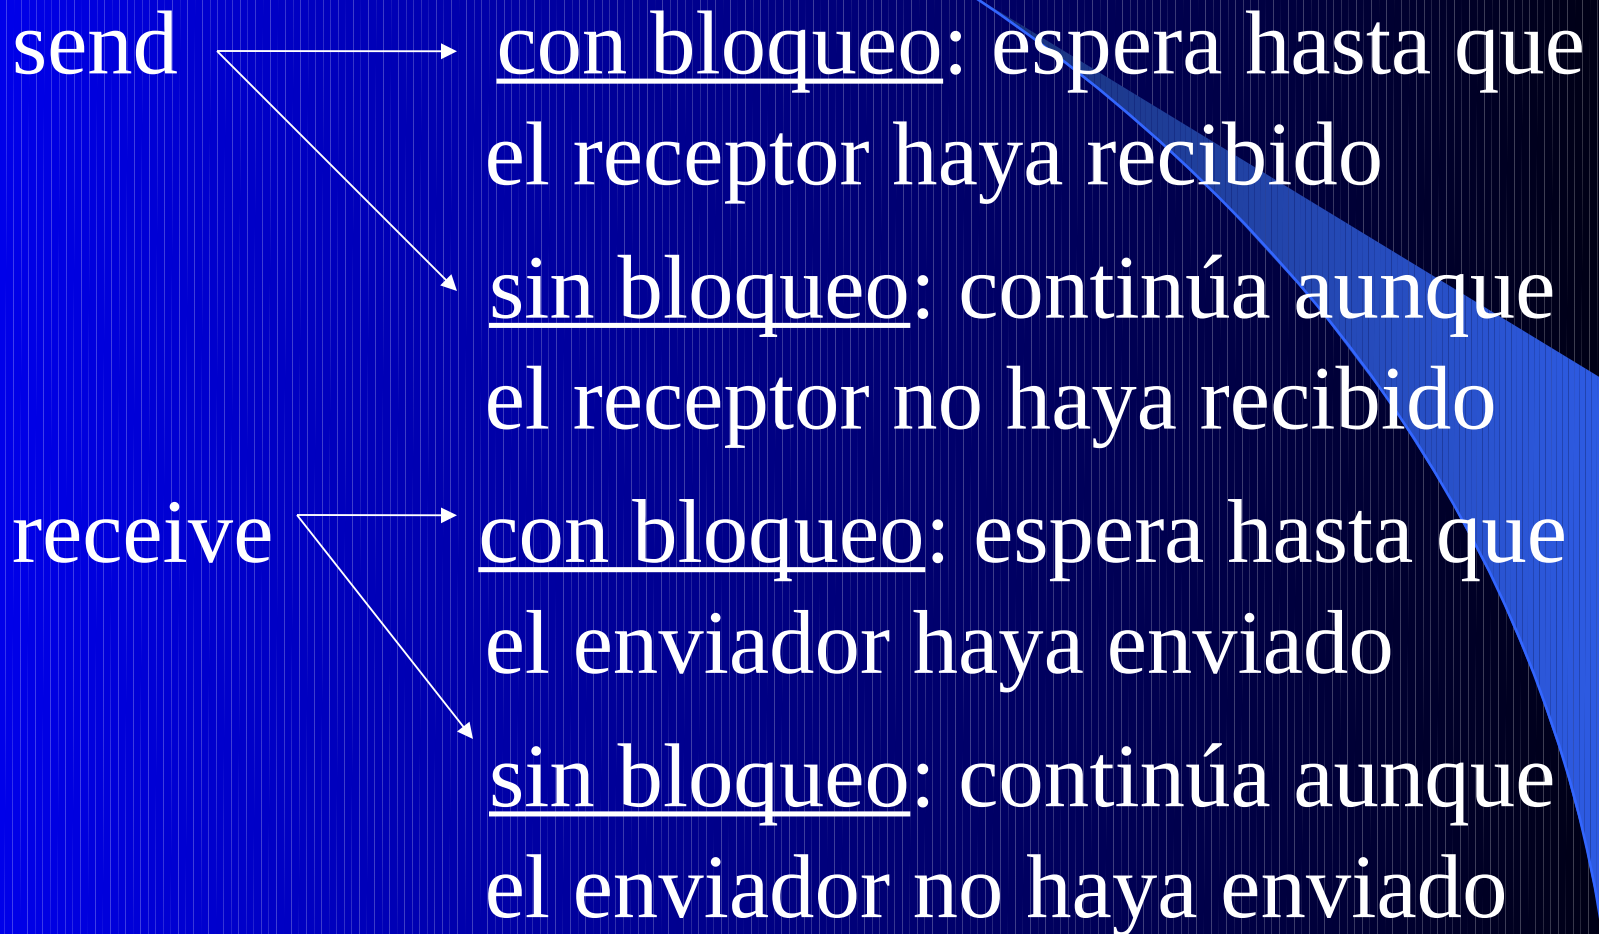 send con bloqueo: espera hasta que
el receptor haya recibido
sin bloqueo: continúa aunque
el receptor no haya recibido
receive con bloqueo: espera hasta que
el enviador haya enviado
sin bloqueo: continúa aunque
el enviador no haya enviado